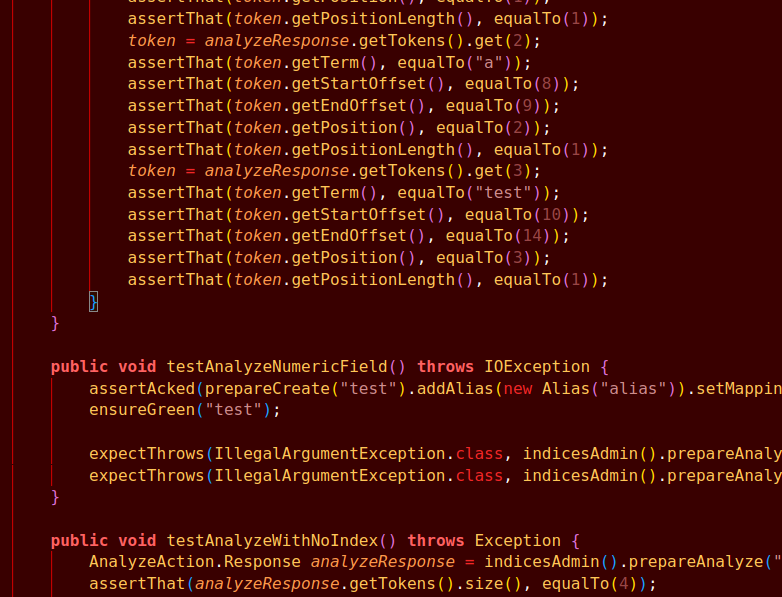 assertThat(token.getPosition(), equalTo(1));
assertThat(token.getPositionLength(), equalTo(1));
token = analyzeResponse.getTokens().get(2);
assertThat(token.getTerm(), equalTo("a"));
assertThat(token.getStartOffset(), equalTo(8));
assertThat(token.getEndOffset(), equalTo(9));
assertThat(token.getPosition(), equalTo(2));
assertThat(token.getPositionLength(), equalTo(1));
token = analyzeResponse.getTokens().get(3);
assertThat(token.getTerm(), equalTo("test"));
assertThat(token.getStartOffset(), equalTo(10));
assertThat(token.getEndOffset(), equalTo(14));
assertThat(token.getPosition(), equalTo(3));
assertThat(token.getPositionLength(), equalTo(1));
}
}
public void testAnalyzeNumericField() throws IOException {
assertAcked(prepareCreate("test").addAlias(new Alias("alias")).setMappin
ensureGreen("test");
expectThrows(IllegalArgumentException.class, indicesAdmin().prepareAnaly
expectThrows(IllegalArgumentException.class, indicesAdmin().prepareAnaly
}
public void testAnalyzeWithNoIndex() throws Exception {
AnalyzeAction.Response analyzeResponse = indicesAdmin().prepareAnalyze("
assertThat(analyzeResponse.getTokens().size(), equalTo(4));